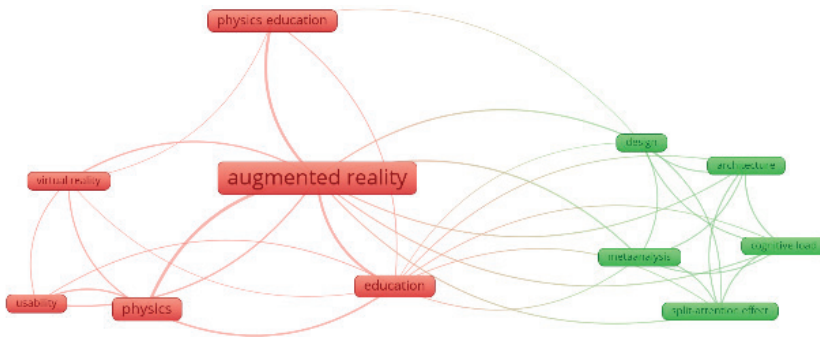 physics education
design
architecture
augmented reality
virtual reality
cognitive load
metaanalysis
education
usability
physics
split-attention effect